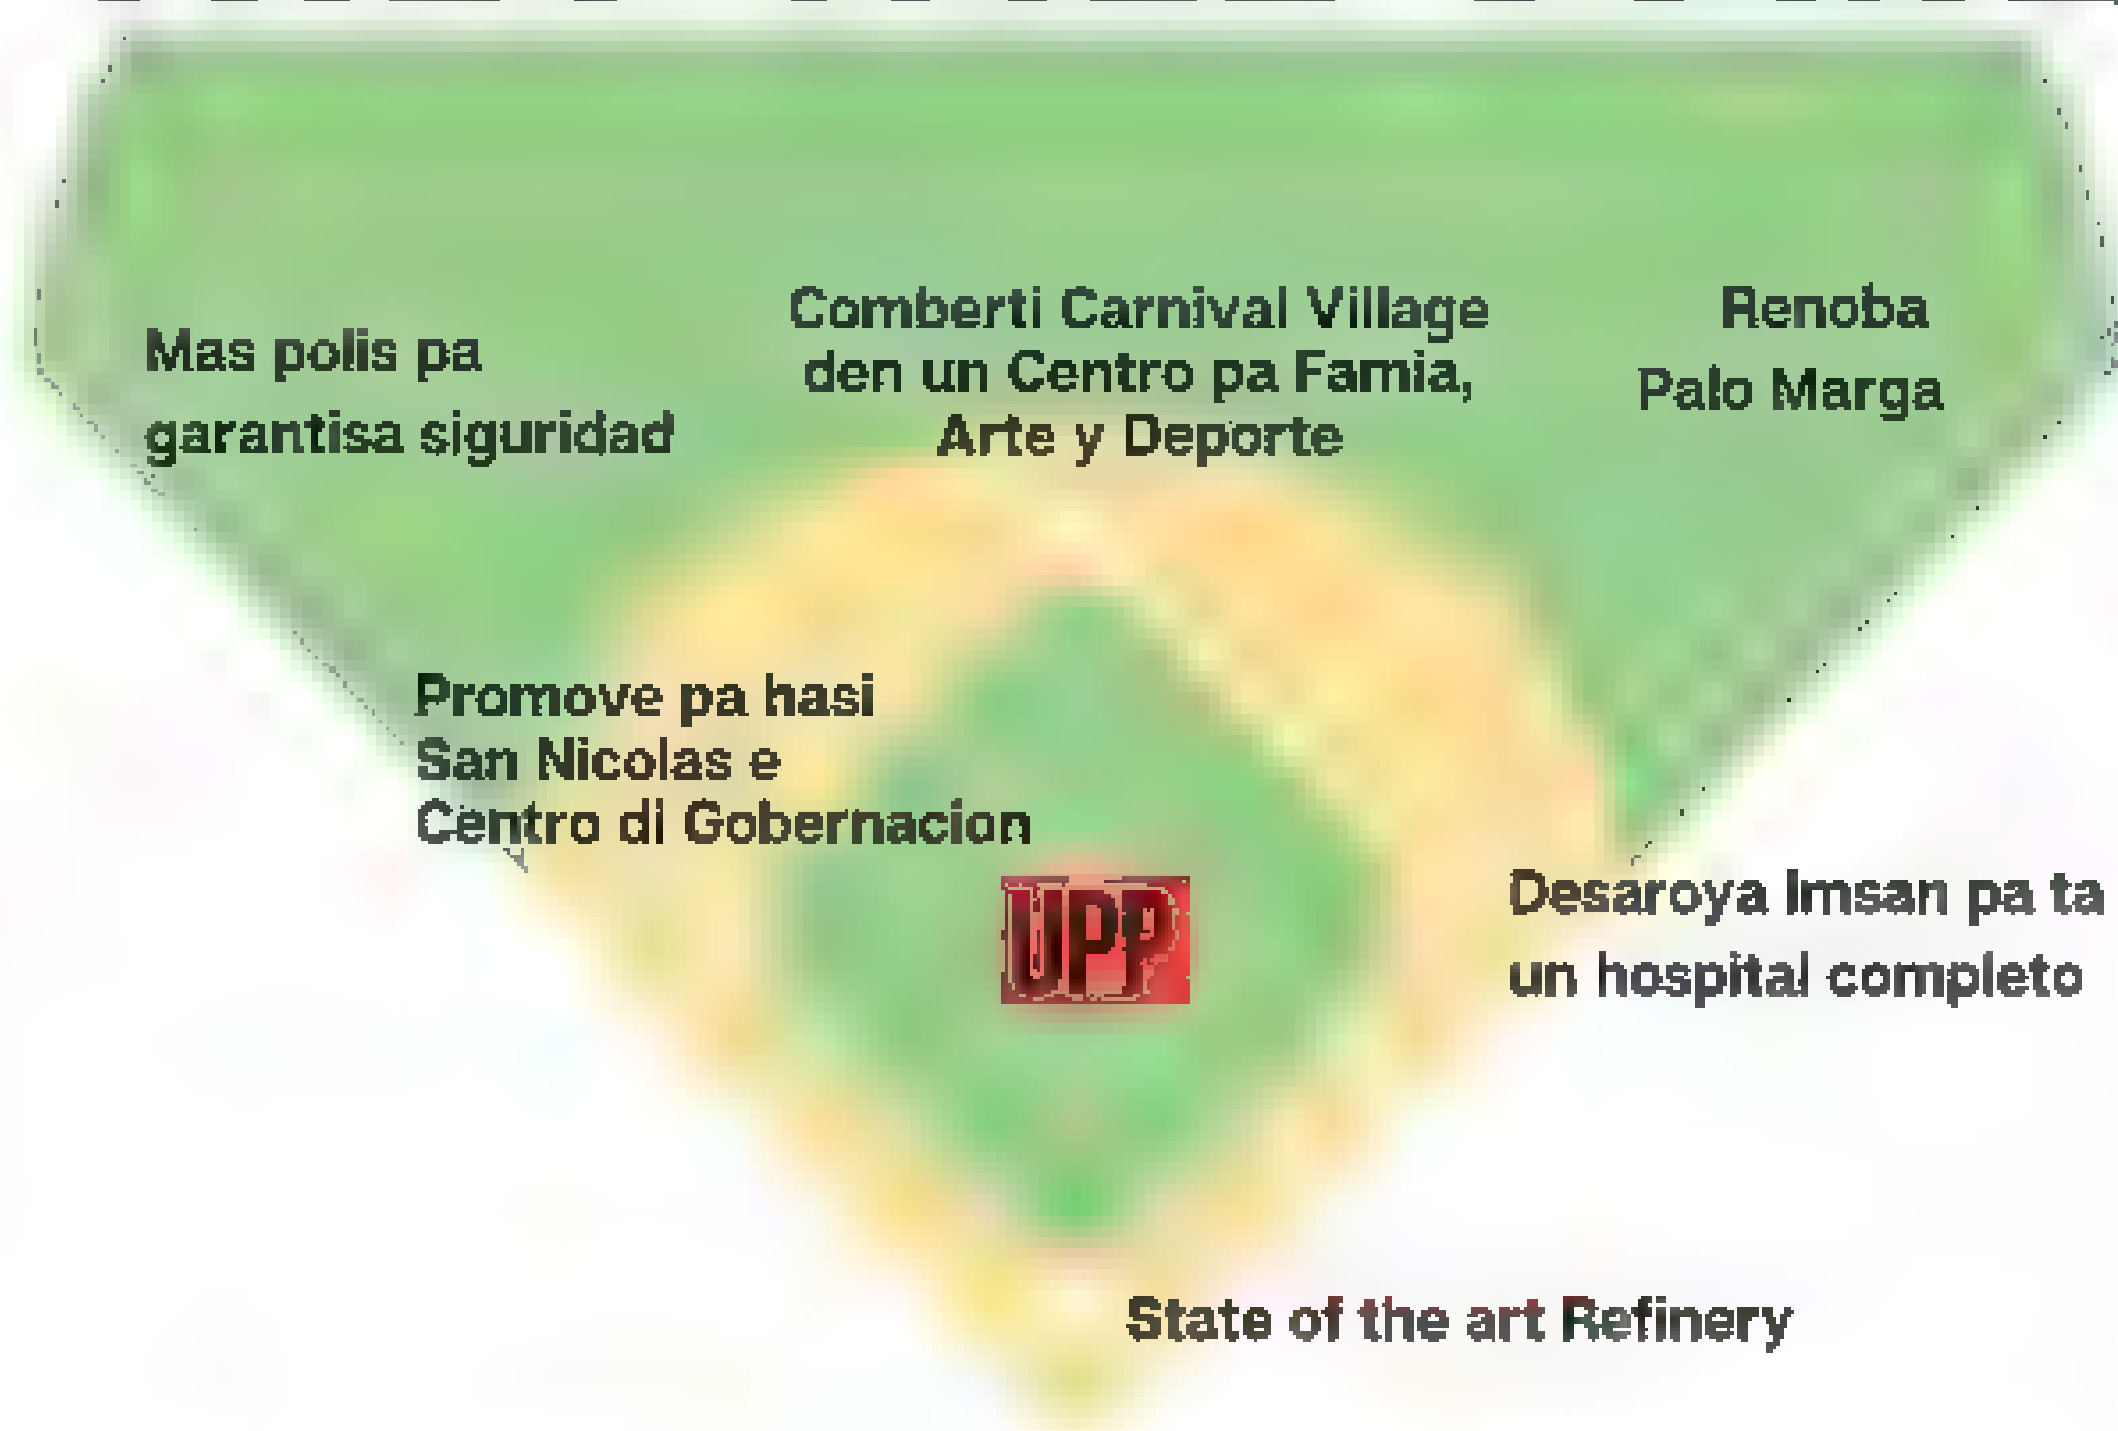 Mas polis pa
garantisa siguridad
Comberti Carnival Village
den un Centro pa Famia,
Arte y Deporte
Renoba
Palo Marga
Promove pa hasi
San Nicolas e
Centro di Gobernacion
UPP
Desaroya Imsan pa ta
un hospital completo
State of the art Refinery